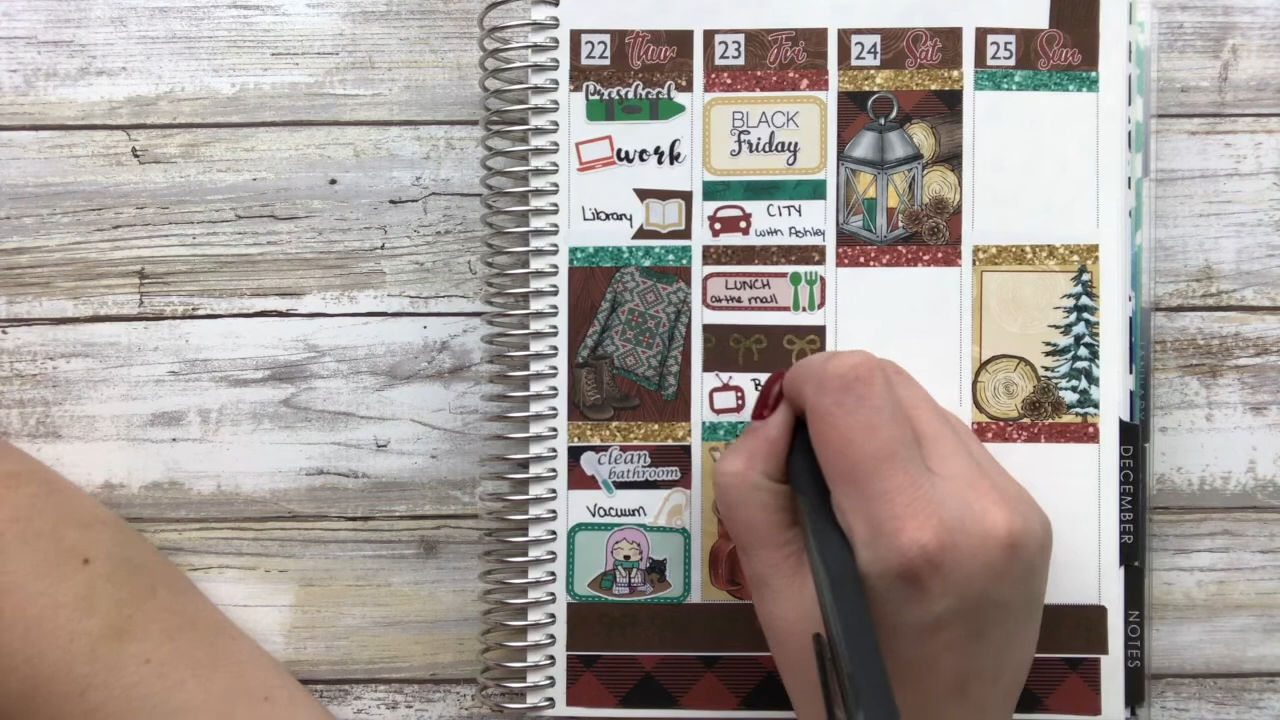 22 Thur
23 Fri
24 Sat
25 Sun
Preschool
work
Library
BLACK
Friday
CITY
with Ashley
LUNCH
at the mall
clean
bathroom
Vacuum
DECEMBER
NOTES